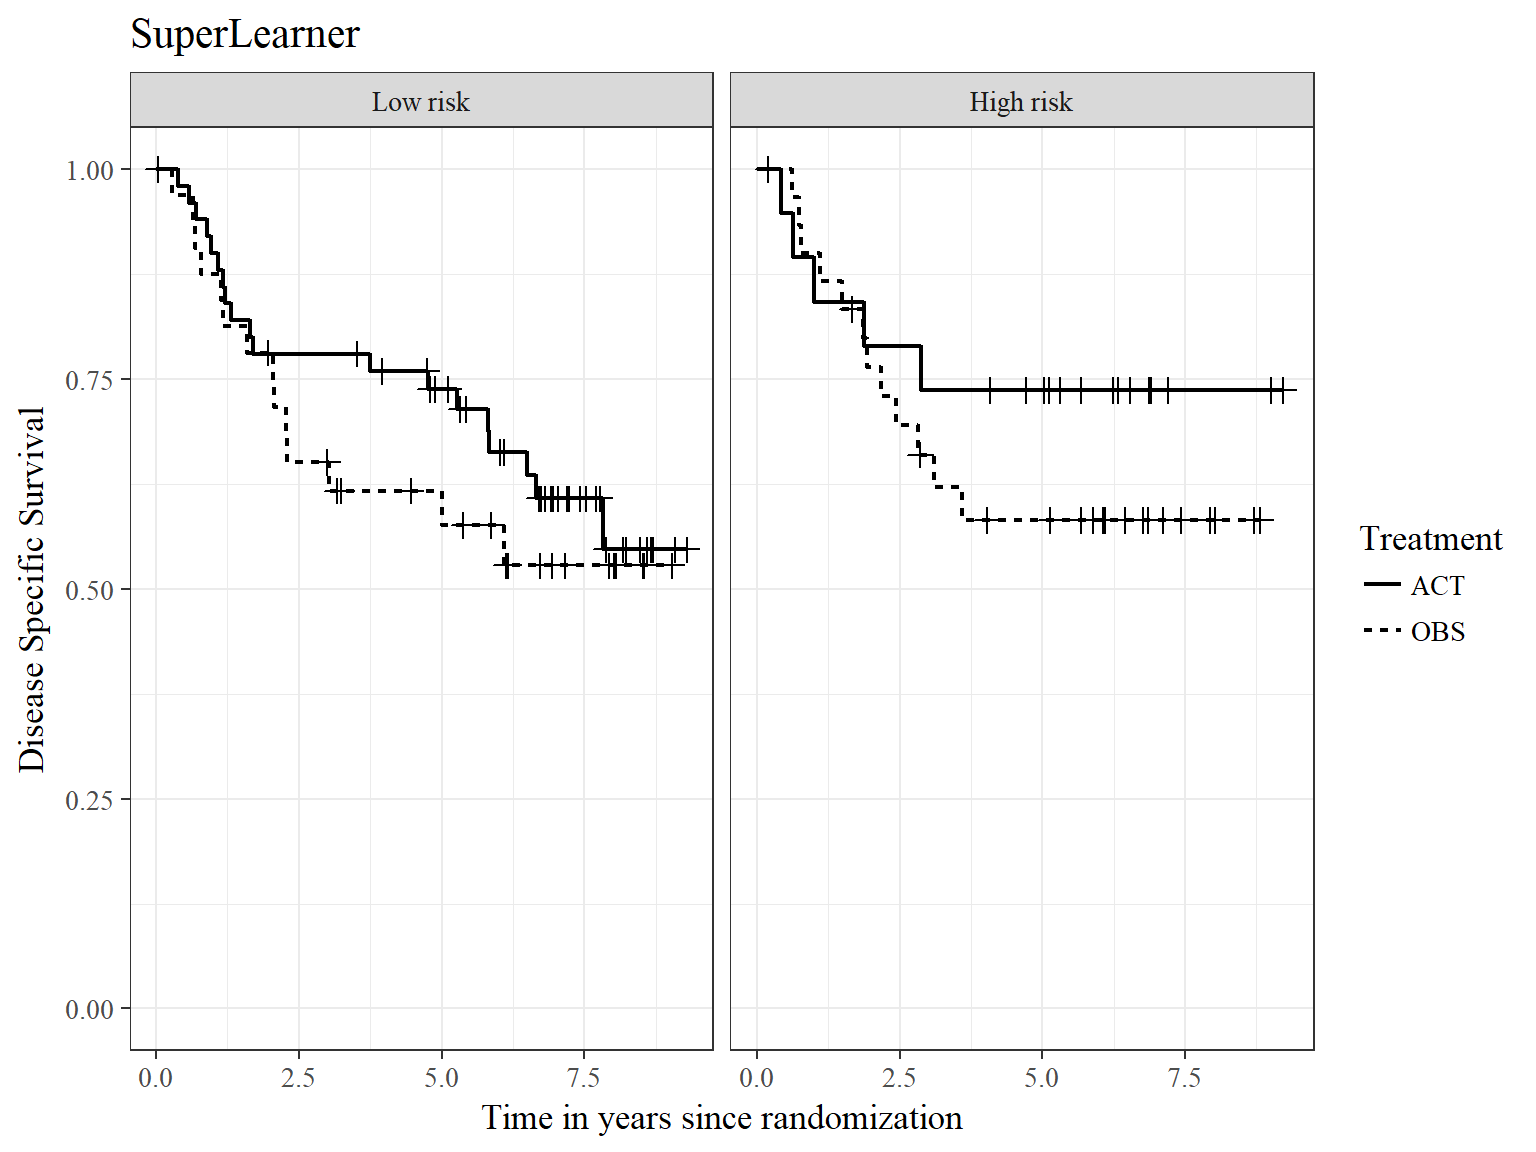 SuperLearner
Low risk
High risk
Disease Specific Survival
1.00
0.75
0.50
0.25
0.00
0.0 2.5 5.0 7.5
0.0 2.5 5.0 7.5
Time in years since randomization
Treatment
ACT
OBS